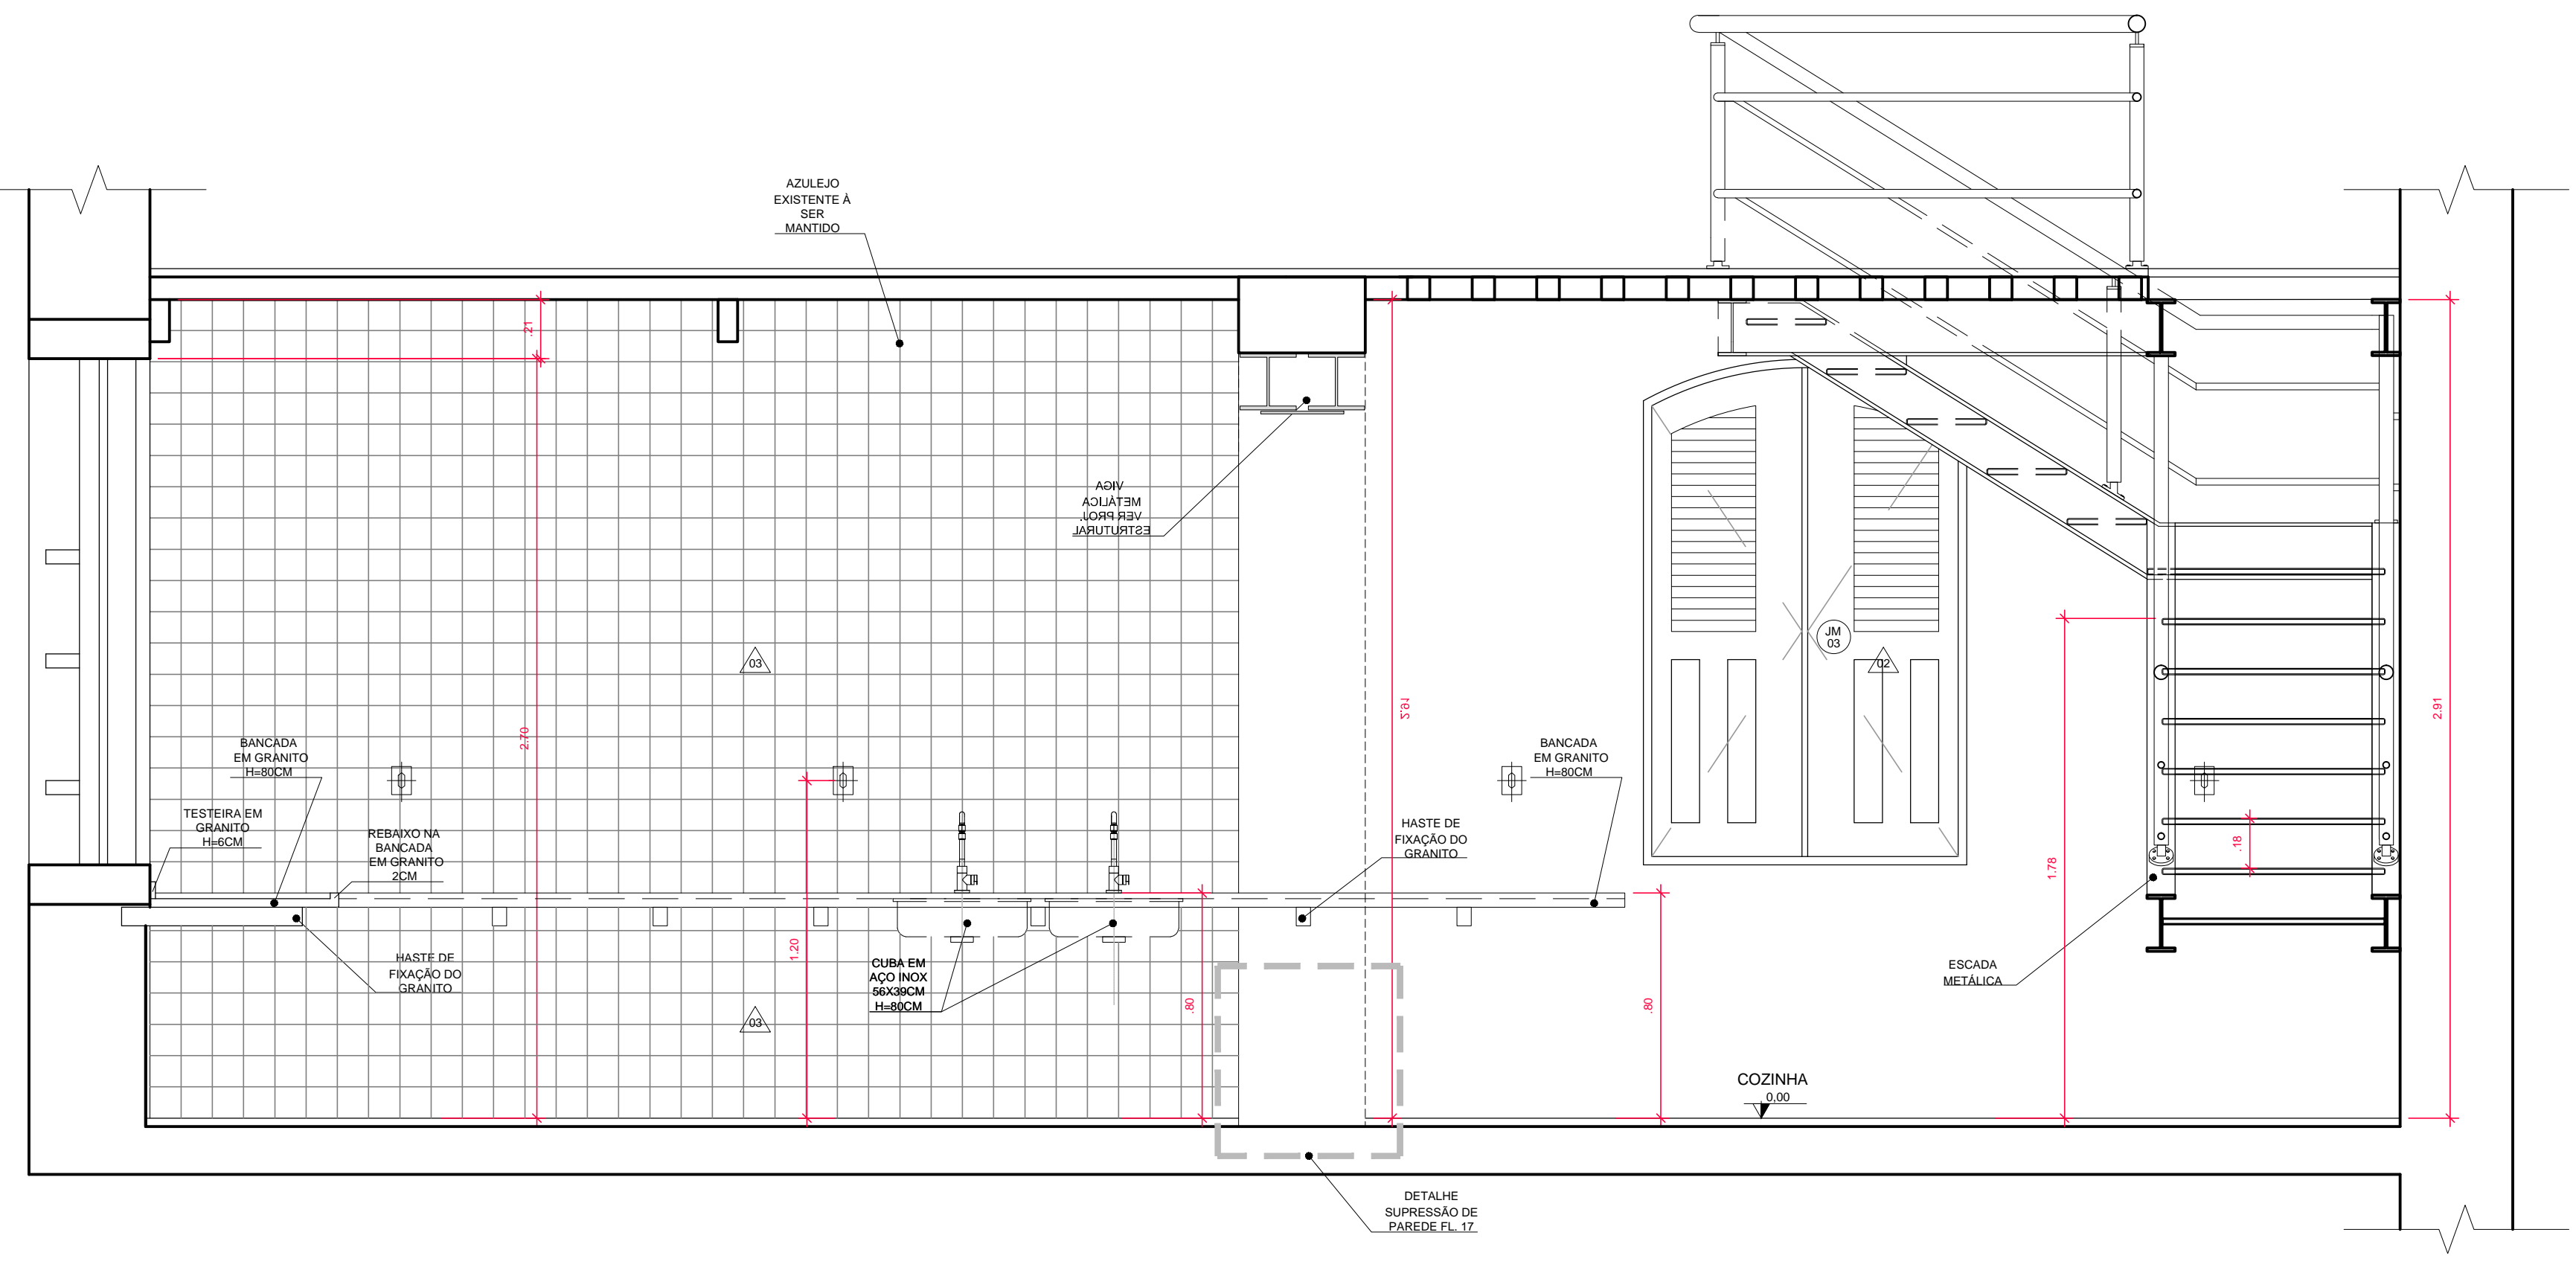 AZULEJO
EXISTENTE À
SER
MANTIDO
.21
VIGA
METÁLICA
VER PROJ.
ESTRUTURAL
JM
03
02
03
2.70
2.91
2.91
1.78
.18
BANCADA
EM GRANITO
H=80CM
TESTEIRA EM
GRANITO
H=6CM
REBAIXO NA
BANCADA
EM GRANITO
2CM
BANCADA
EM GRANITO
H=80CM
HASTE DE
FIXAÇÃO DO
GRANITO
1.20
HASTE DE
FIXAÇÃO DO
GRANITO
CUBA EM
AÇO INOX
56X39CM
H=80CM
.80
.80
03
ESCADA
METÁLICA
COZINHA
0,00
DETALHE
SUPRESSÃO DE
PAREDE FL. 17